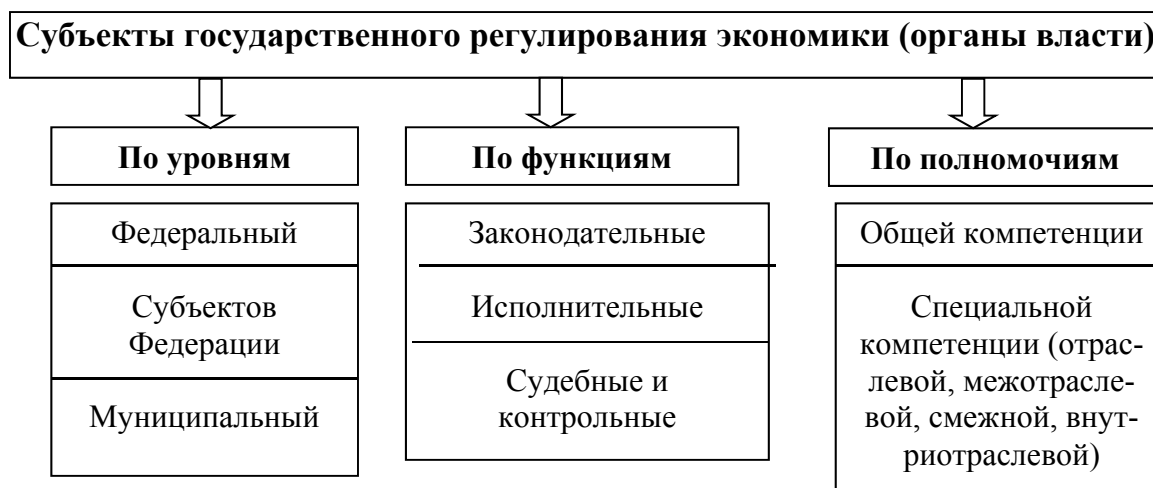 Субъекты государственного регулирования экономики (органы власти)
По уровням
Федеральный
Субъектов
Федерации
Муниципальный
По функциям
Законодательные
Исполнительные
Судебные и
контрольные
По полномочиям
Общей компетенции
Специальной
компетенции (отрас-
левой, межотрасле-
вой, смежной, внут-
риотраслевой)